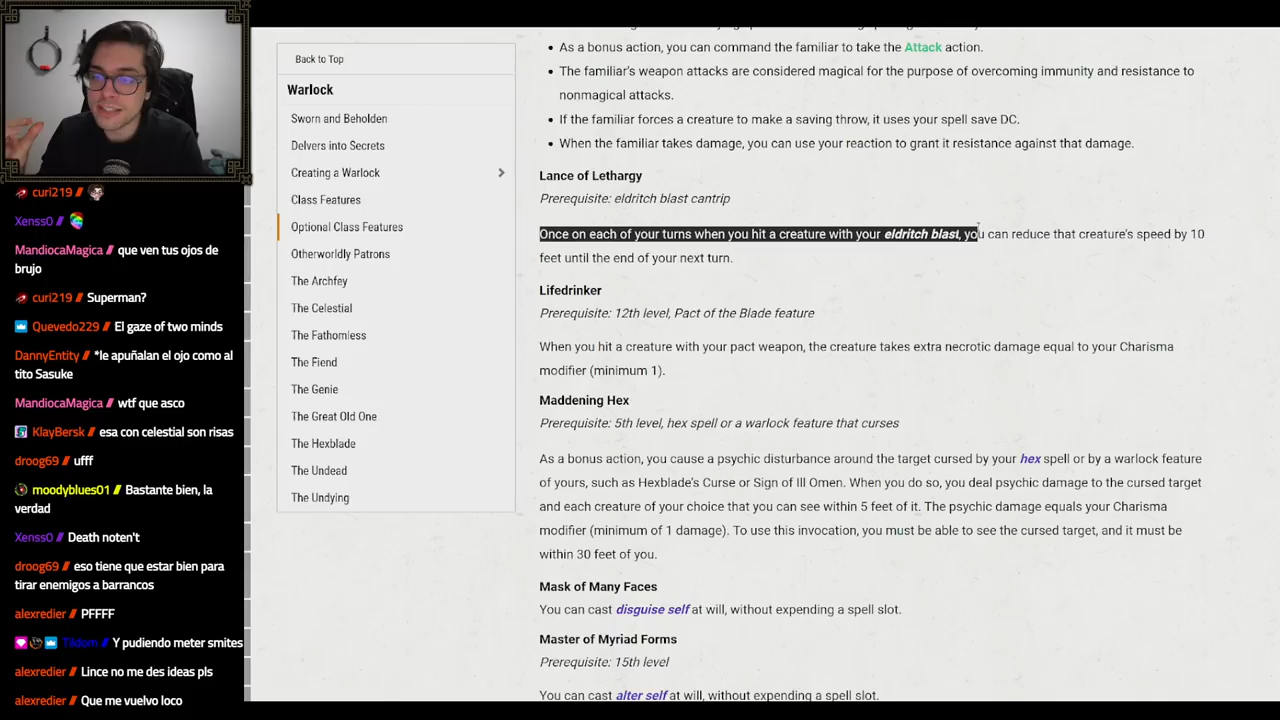 curi219 //
Xenss0 //
MandiocaMagica // que ven tus ojos de
brujo
curi219 // Superman?
Quevedo229 // El gaze of two minds
DannyEntity // *le apuñalan el ojo como al
tito Sasuke
MandiocaMagica // wtf que asco
KlayBersk // esa con celestial son risas
droog69 // ufff
moodyblues01 // Bastante bien, la
verdad
Xenss0 // Death noten't
droog69 // eso tiene que estar bien para
tirar enemigos a barrancos
alexredier // PFFFF
Tildom // Y pudiendo meter smites
alexredier // Lince no me des ideas pls
alexredier // Que me vuelvo loco
Back to Top
Warlock
Sworn and Beholden
Delvers into Secrets
Creating a Warlock
Class Features
Optional Class Features
Otherworldly Patrons
The Archfey
The Celestial
The Fathomless
The Fiend
The Genie
The Great Old One
The Hexblade
The Undead
The Undying
• As a bonus action, you can command the familiar to take the Attack action.
• The familiar's weapon attacks are considered magical for the purpose of overcoming immunity and resistance to
nonmagical attacks.
• If the familiar forces a creature to make a saving throw, it uses your spell save DC.
• When the familiar takes damage, you can use your reaction to grant it resistance against that damage.
Lance of Lethargy
Prerequisite: eldritch blast cantrip
Once on each of your turns when you hit a creature with your eldritch blast, you can reduce that creature's speed by 10
feet until the end of your next turn.
Lifedrinker
Prerequisite: 12th level, Pact of the Blade feature
When you hit a creature with your pact weapon, the creature takes extra necrotic damage equal to your Charisma
modifier (minimum 1).
Maddening Hex
Prerequisite: 5th level, hex spell or a warlock feature that curses
As a bonus action, you cause a psychic disturbance around the target cursed by your hex spell or by a warlock feature
of yours, such as Hexblade's Curse or Sign of Ill Omen. When you do so, you deal psychic damage to the cursed target
and each creature of your choice that you can see within 5 feet of it. The psychic damage equals your Charisma
modifier (minimum of 1 damage). To use this invocation, you must be able to see the cursed target, and it must be
within 30 feet of you.
Mask of Many Faces
You can cast disguise self at will, without expending a spell slot.
Master of Myriad Forms
Prerequisite: 15th level
You can cast alter self at will, without expending a spell slot.